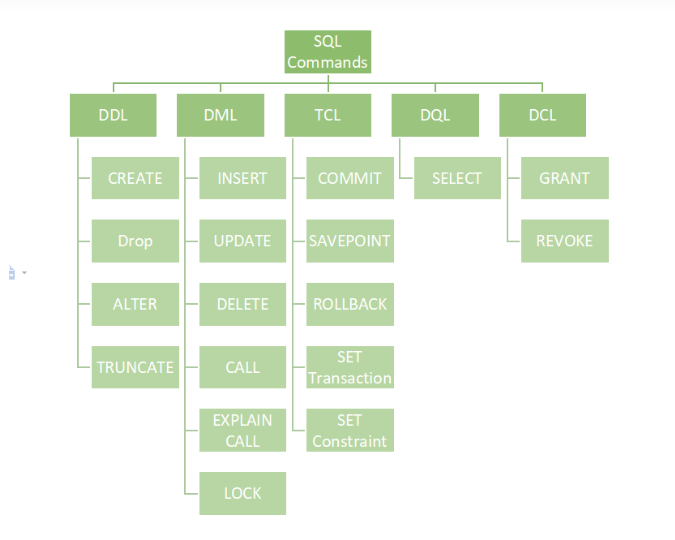 SQL
Commands
DDL
DML
TCL
DQL
DCL
CREATE
INSERT
COMMIT
SELECT
GRANT
Drop
UPDATE
SAVEPOINT
REVOKE
ALTER
DELETE
ROLLBACK
TRUNCATE
CALL
SET
Transaction
EXPLAIN
CALL
SET
Constraint
LOCK